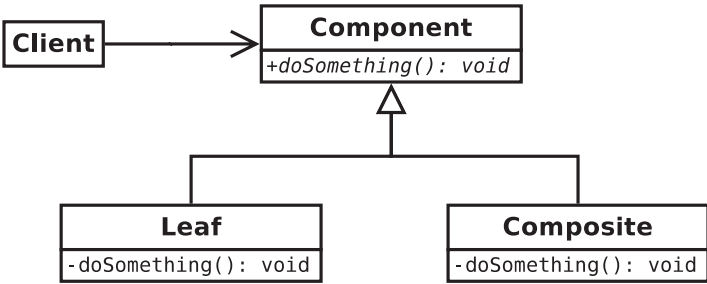 Client
Component
+doSomething(): void
Leaf
-doSomething(): void
Composite
-doSomething(): void